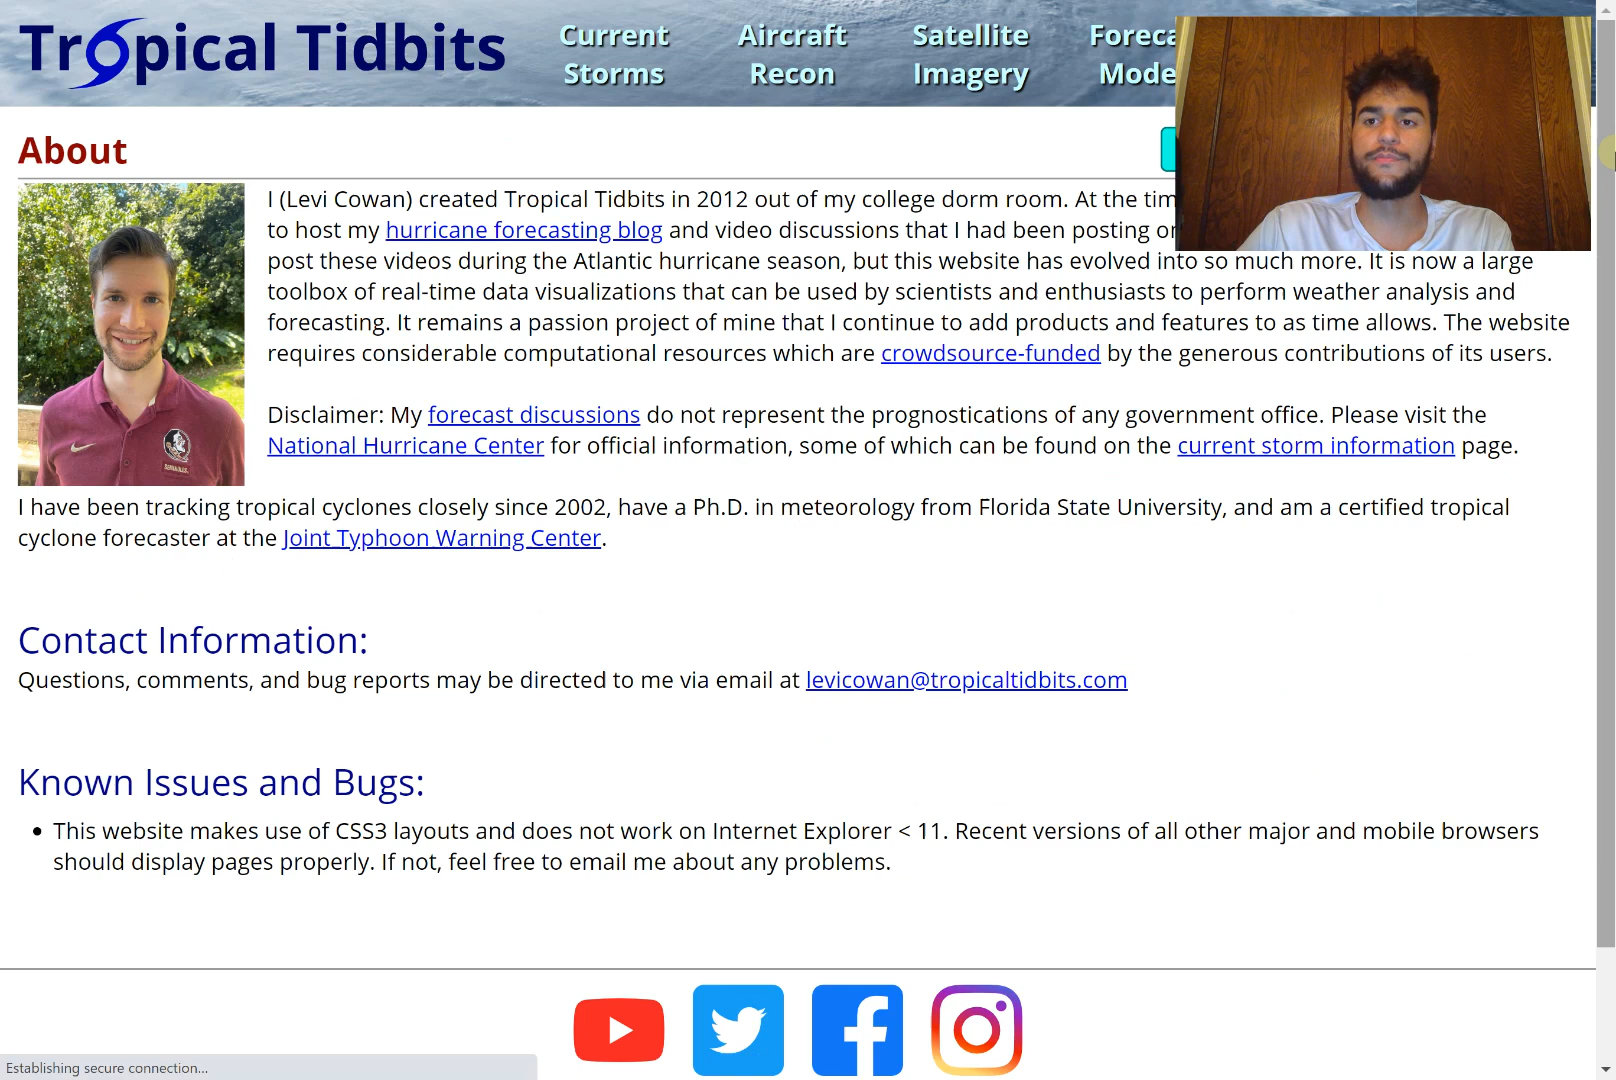 Tropical Tidbits
Current Storms
Aircraft Recon
Satellite Imagery
About
I (Levi Cowan) created Tropical Tidbits in 2012 out of my college dorm room. At the
to host my hurricane forecasting blog and video discussions that I had been posting
post these videos during the Atlantic hurricane season, but this website has evolved into so much more. It is now a large
toolbox of real-time data visualizations that can be used by scientists and enthusiasts to perform weather analysis and
forecasting. It remains a passion project of mine that I continue to add products and features to as time allows. The website
requires considerable computational resources which are crowdsource-funded by the generous contributions of its users.
Disclaimer: My forecast discussions do not represent the prognostications of any government office. Please visit the
National Hurricane Center for official information, some of which can be found on the current storm information page.
I have been tracking tropical cyclones closely since 2002, have a Ph.D. in meteorology from Florida State University, and am a certified tropical
cyclone forecaster at the Joint Typhoon Warning Center.
Contact Information:
Questions, comments, and bug reports may be directed to me via email at levicowan@tropicaltidbits.com
Known Issues and Bugs:
• This website makes use of CSS3 layouts and does not work on Internet Explorer < 11. Recent versions of all other major and mobile browsers
should display pages properly. If not, feel free to email me about any problems.
Establishing secure connection...